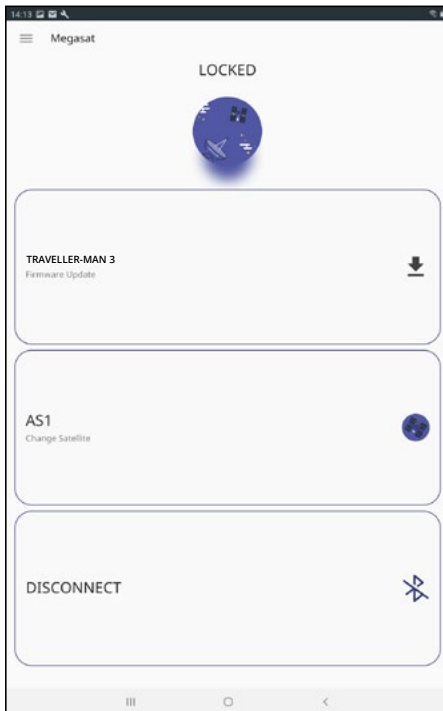 14:13
Megasat
LOCKED
TRAVELLER-MAN 3
Firmware Update
AS1
Change Satellite
DISCONNECT